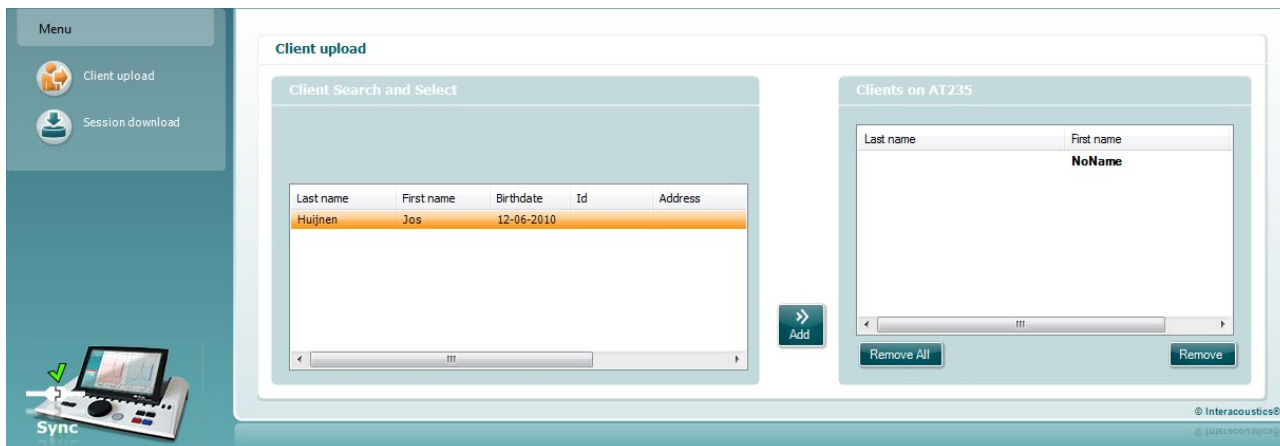 Menu
Client upload
Session download
Sync
Client upload
Client Search and Select
Last name First name Birthdate Id Address
Huijnen Jos 12-06-2010
Add
Clients on AT235
Last name First name
NoName
Remove All Remove
© Interacoustics®